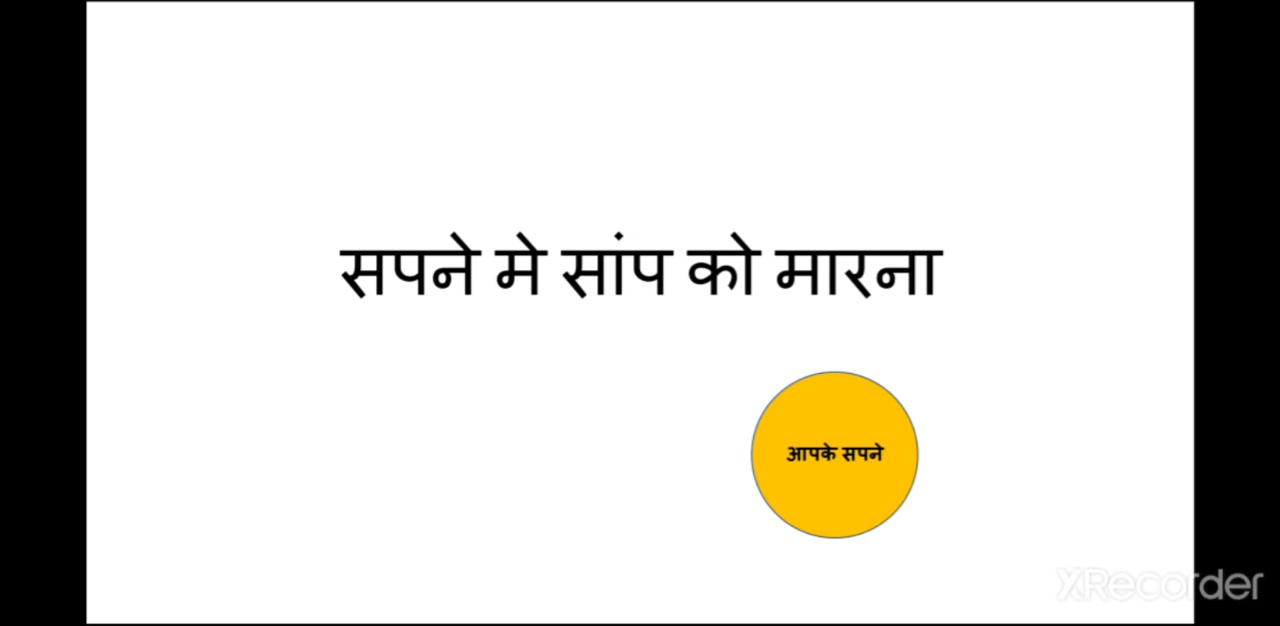 सपने मे सांप को मारना
आपके सपने
XRecorder